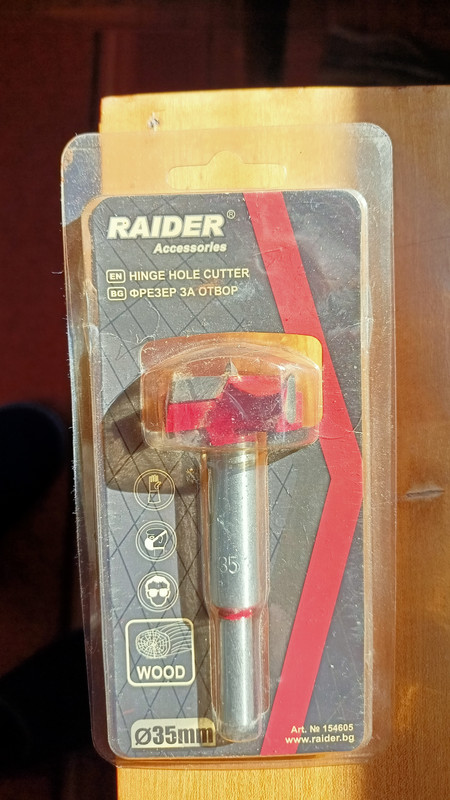 RAIDER®
Accessories
EN HINGE HOLE CUTTER
BG ФРЕЗЕР ЗА ОТВОР
35
WOOD
Ø35mm
Art. № 154605
www.raider.bg